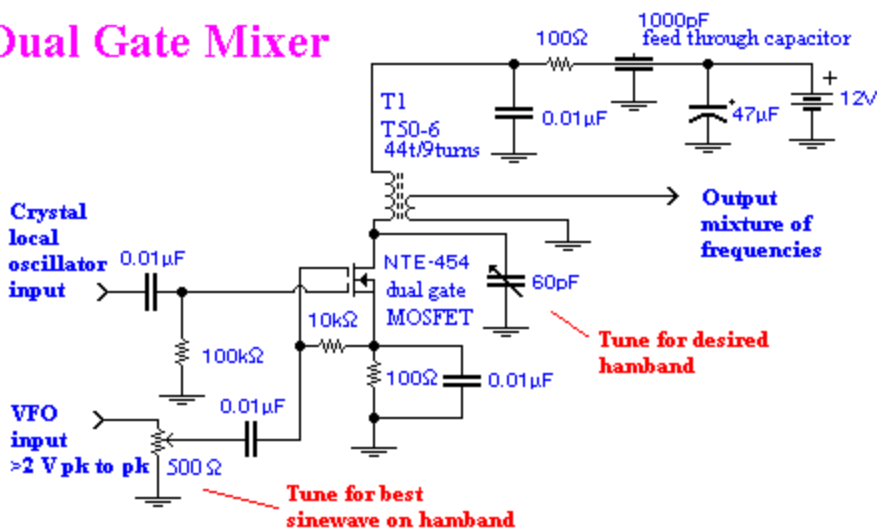 Dual Gate Mixer
1000pF
100Ω
feed through capacitor
T1
T50-6
44t/9turns
0.01µF
47µF
+
12V
Output
mixture of
frequencies
Crystal
local
oscillator
input
0.01µF
NTE-454
dual gate
MOSFET
60pF
10kΩ
Tune for desired
hamband
100kΩ
100Ω
0.01µF
VFO
input
>2 V pk to pk
0.01µF
500 Ω
Tune for best
sinewave on hamband